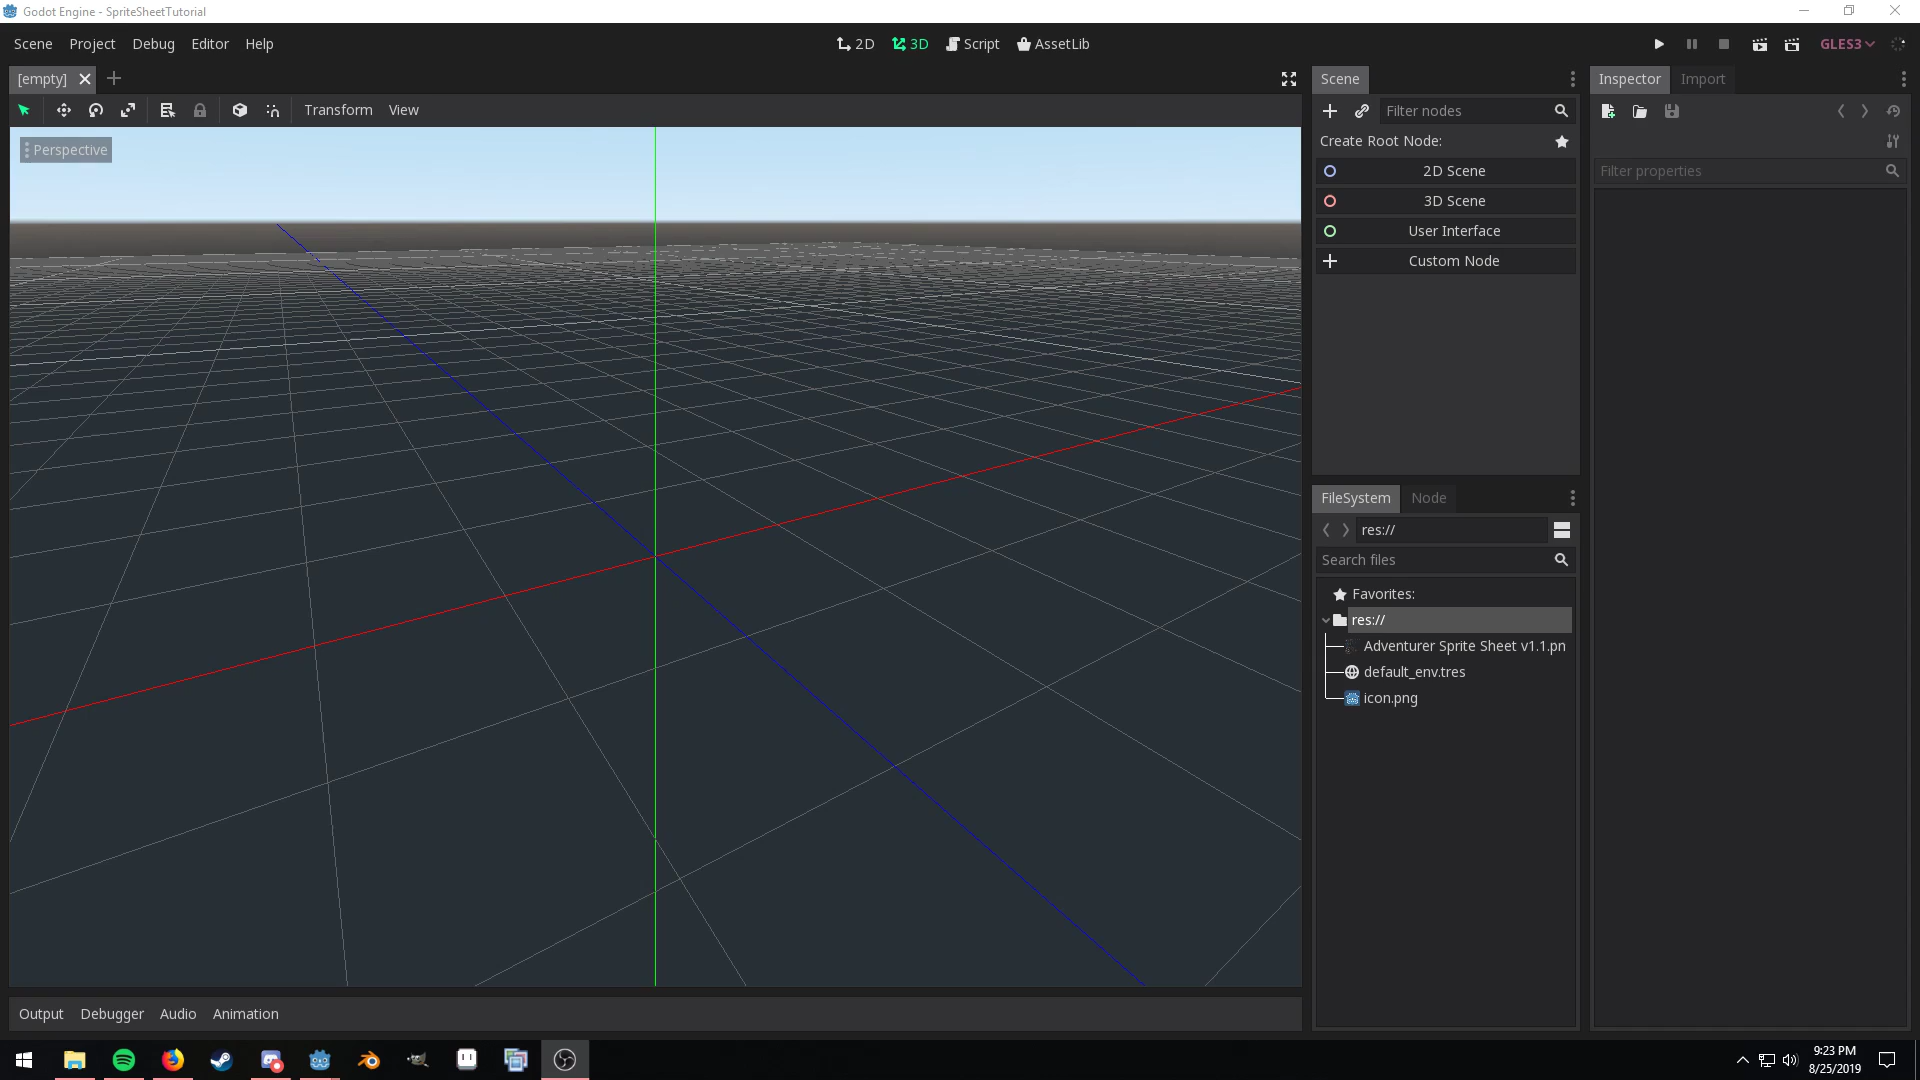 Godot Engine - SpriteSheetTutorial
Scene Project Debug Editor Help
2D 3D Script AssetLib
GLES3
[empty]
Transform View
Perspective
Scene
Filter nodes
Create Root Node:
2D Scene
3D Scene
User Interface
Custom Node
FileSystem Node
res://
Search files
Favorites:
res://
Adventurer Sprite Sheet v1.1.pn
default_env.tres
icon.png
Inspector Import
Filter properties
Output Debugger Audio Animation
9:23 PM
8/25/2019